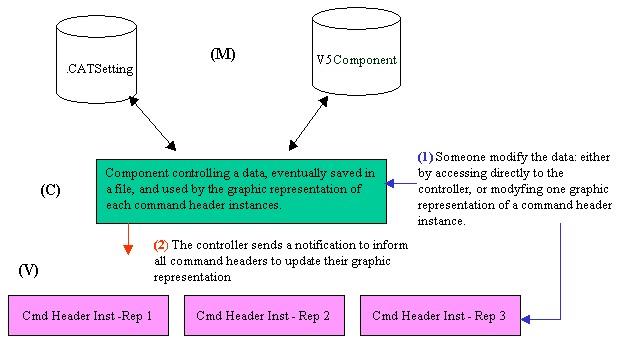 .CATSetting
(M)
V5Component
(1) Someone modify the data: either
by accessing directly to the
controller, or modyfing one graphic
representation of a command header
instance.
(C)
Component controlling a data, eventually saved in
a file, and used by the graphic representation of
each command header instances.
(2) The controller sends a notification to inform
all command headers to update their graphic
representation
(V)
Cmd Header Inst -Rep 1
Cmd Header Inst - Rep 2
Cmd Header Inst - Rep 3